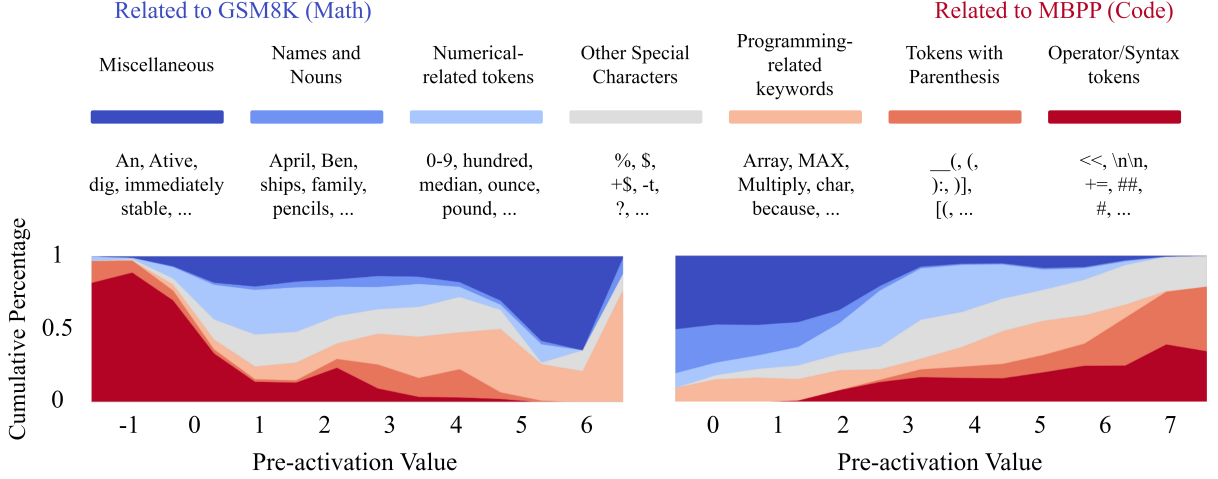 Related to GSM8K (Math)
Related to MBPP (Code)
Miscellaneous
Names and
Nouns
Numerical-
related tokens
Other Special
Characters
Programming-
related
keywords
Tokens with
Parenthesis
Operator/Syntax
tokens
An, Ative,
dig, immediately
stable, ...
April, Ben,
ships, family,
pencils, ...
0-9, hundred,
median, ounce,
pound, ...
%, $,
+$, -t,
?, ...
Array, MAX,
Multiply, char,
because, ...
__(, (,
):, )],
[(, ...
<<, \n\n,
+=, ##,
#, ...
Cumulative Percentage
1
0.5
0
-1 0 1 2 3 4 5 6
Pre-activation Value
0 1 2 3 4 5 6 7
Pre-activation Value